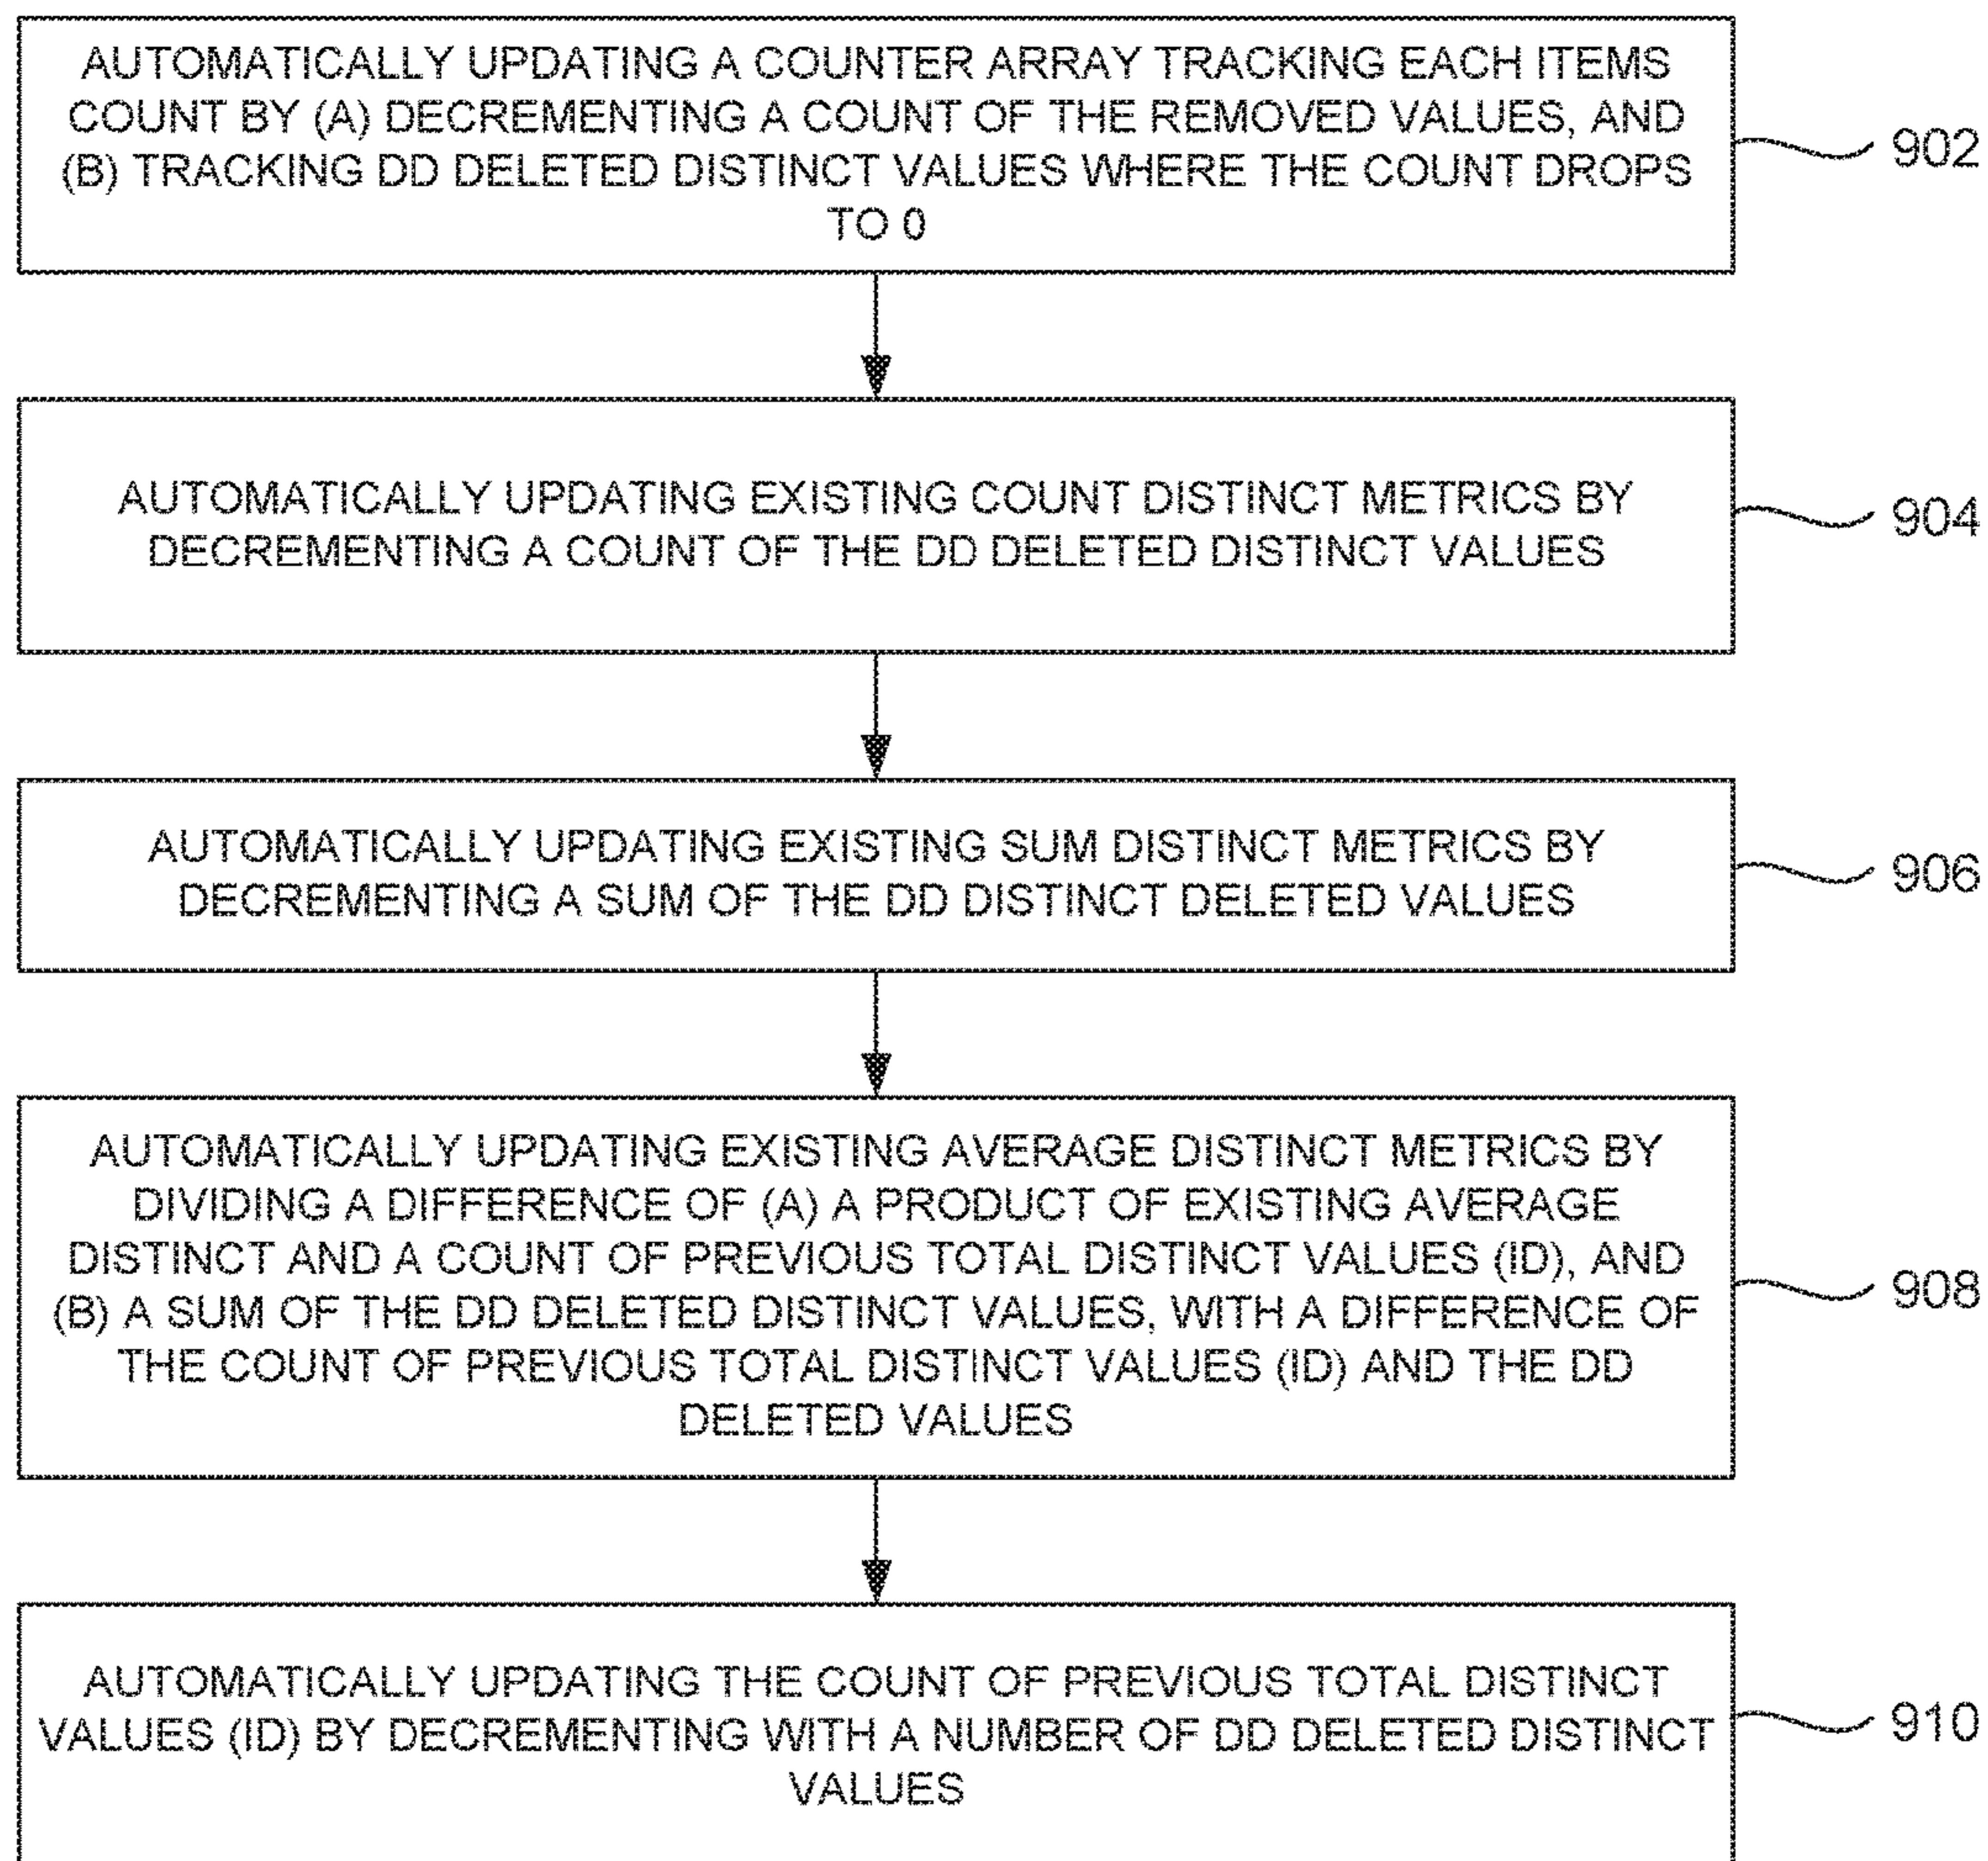 AUTOMATICALLY UPDATING A COUNTER ARRAY TRACKING EACH ITEMS
COUNT BY (A) DECREMENTING A COUNT OF THE REMOVED VALUES, AND
(B) TRACKING DD DELETED DISTINCT VALUES WHERE THE COUNT DROPS
TO 0
902
AUTOMATICALLY UPDATING EXISTING COUNT DISTINCT METRICS BY
DECREMENTING A COUNT OF THE DD DELETED DISTINCT VALUES
904
AUTOMATICALLY UPDATING EXISTING SUM DISTINCT METRICS BY
DECREMENTING A SUM OF THE DD DISTINCT DELETED VALUES
906
AUTOMATICALLY UPDATING EXISTING AVERAGE DISTINCT METRICS BY
DIVIDING A DIFFERENCE OF (A) A PRODUCT OF EXISTING AVERAGE
DISTINCT AND A COUNT OF PREVIOUS TOTAL DISTINCT VALUES (ID), AND
(B) A SUM OF THE DD DELETED DISTINCT VALUES, WITH A DIFFERENCE OF
THE COUNT OF PREVIOUS TOTAL DISTINCT VALUES (ID) AND THE DD
DELETED VALUES
908
AUTOMATICALLY UPDATING THE COUNT OF PREVIOUS TOTAL DISTINCT
VALUES (ID) BY DECREMENTING WITH A NUMBER OF DD DELETED DISTINCT
VALUES
910